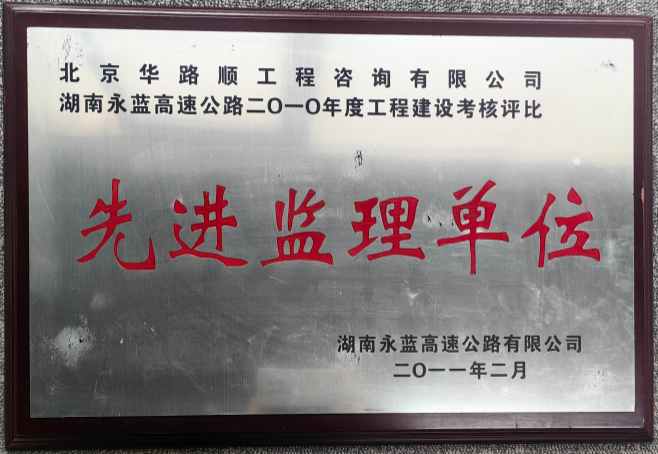 北京华路顺工程咨询有限公司
湖南永蓝高速公路二〇一〇年度工程建设考核评比
先进监理单位
湖南永蓝高速公路有限公司
二〇一一年二月